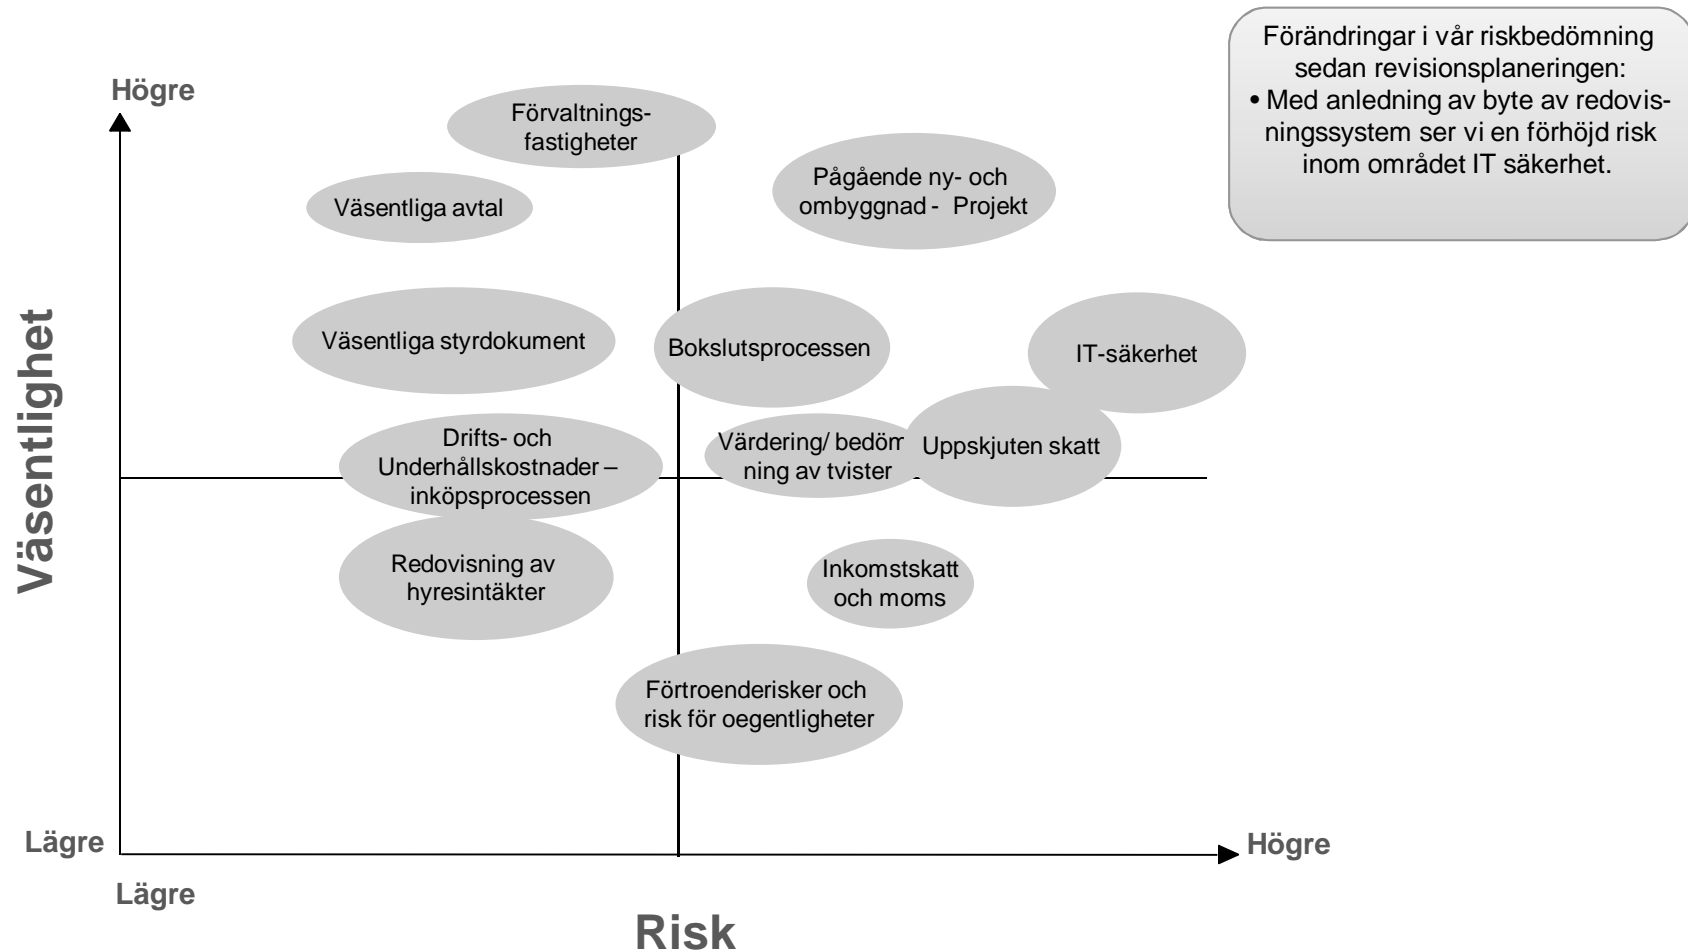 Förändringar i vår riskbedömning
sedan revisionsplaneringen:
• Med anledning av byte av redovis-
ningssystem ser vi en förhöjd risk
inom området IT säkerhet.
Högre
Förvaltnings-
fastigheter
Pågående ny- och
ombyggnad - Projekt
Väsentliga avtal
Väsentliga styrdokument
Bokslutsprocessen
IT-säkerhet
Drifts- och
Underhållskostnader –
inköpsprocessen
Värdering/ bedöm
ning av tvister
Uppskjuten skatt
Redovisning av
hyresintäkter
Inkomstskatt
och moms
Förtroenderisker och
risk för oegentligheter
Väsentlighet
Lägre
Högre
Lägre
Risk